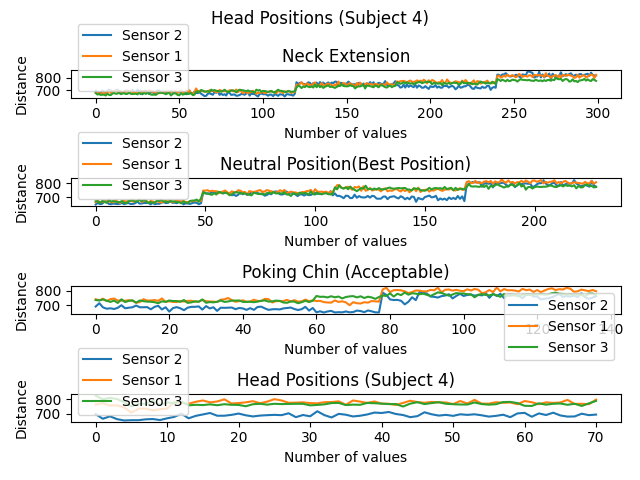 Head Positions (Subject 4)
Neck Extension
Sensor 2
Sensor 1
Sensor 3
Distance
800
700
0 50 100 150 200 250 300
Number of values
Neutral Position(Best Position)
Sensor 2
Sensor 1
Sensor 3
Distance
800
700
0 50 100 150 200
Number of values
Poking Chin (Acceptable)
Sensor 2
Sensor 1
Sensor 3
Distance
800
700
0 20 40 60 80 100 120 140
Number of values
Head Positions (Subject 4)
Sensor 2
Sensor 1
Sensor 3
Distance
800
700
0 10 20 30 40 50 60 70
Number of values